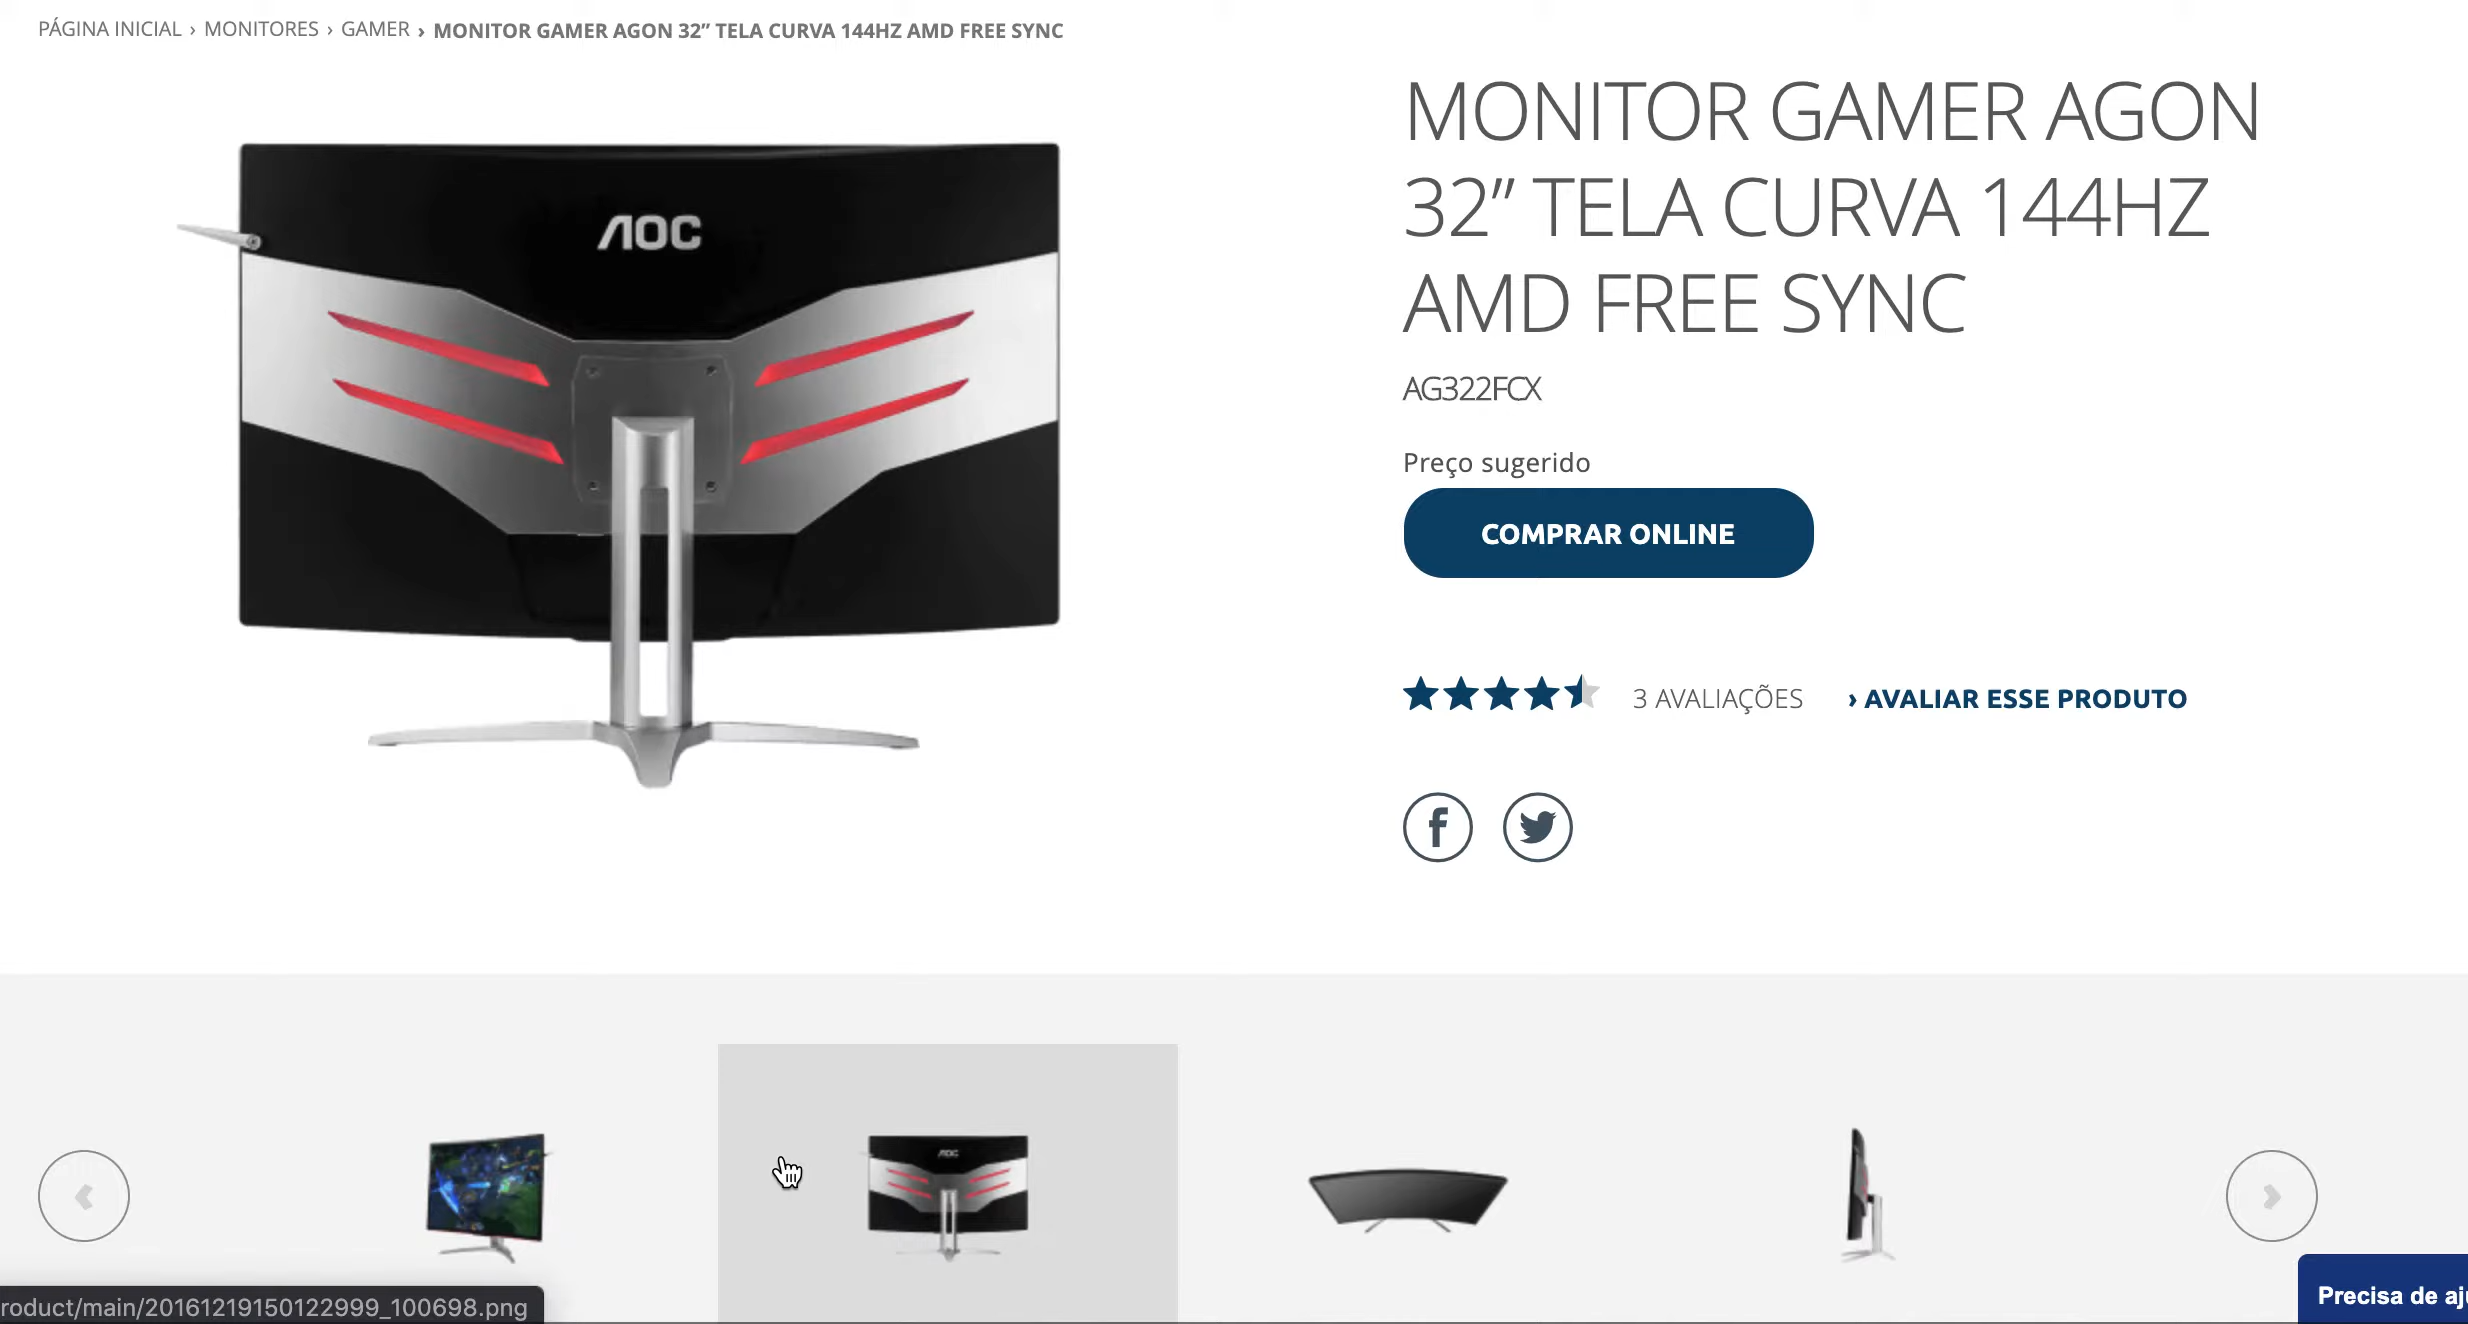 PÁGINA INICIAL › MONITORES › GAMER › MONITOR GAMER AGON 32” TELA CURVA 144HZ AMD FREE SYNC
AOC
MONITOR GAMER AGON
32” TELA CURVA 144HZ
AMD FREE SYNC
AG322FCX
Preço sugerido
COMPRAR ONLINE
3 AVALIAÇÕES › AVALIAR ESSE PRODUTO
AOC
roduct/main/20161219150122999_100698.png
Precisa de aju